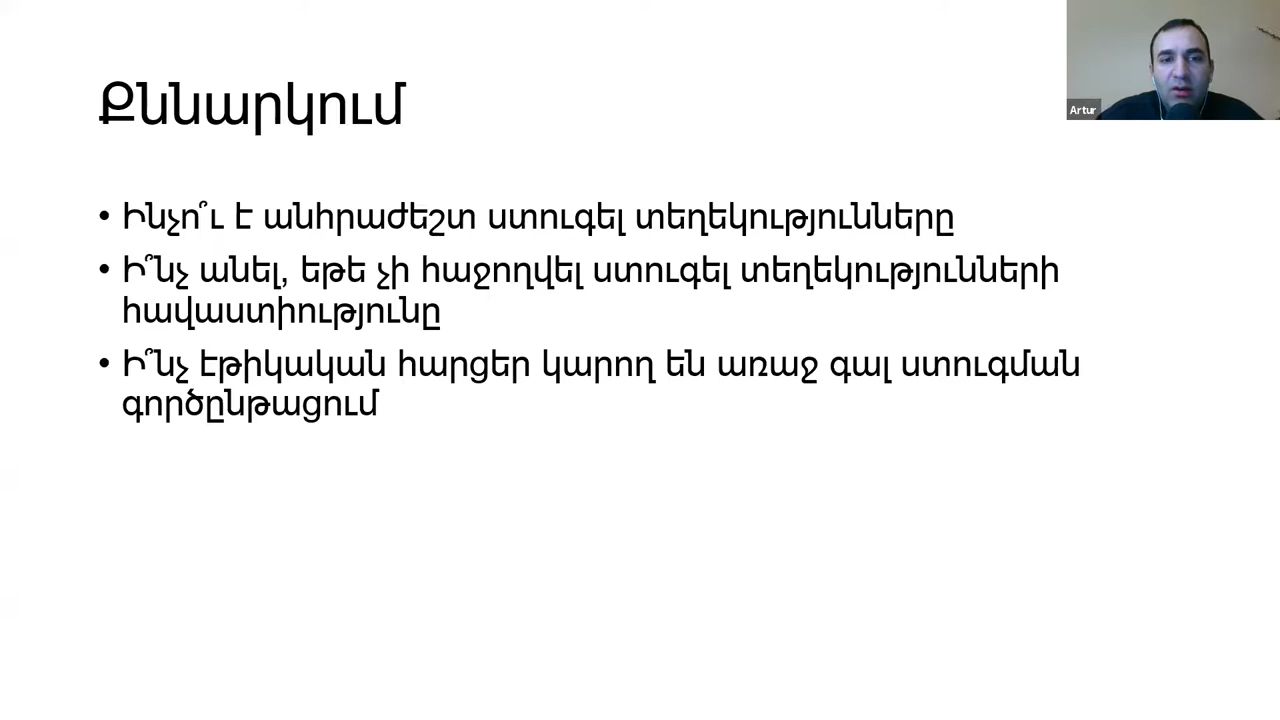 Քննարկում
Artur
• Ինչո՞ւ է անհրաժեշտ ստուգել տեղեկությունները
• Ի՞նչ անել, եթե չի հաջողվել ստուգել տեղեկությունների
հավաստիությունը
• Ի՞նչ էթիկական հարցեր կարող են առաջ գալ ստուգման
գործընթացում